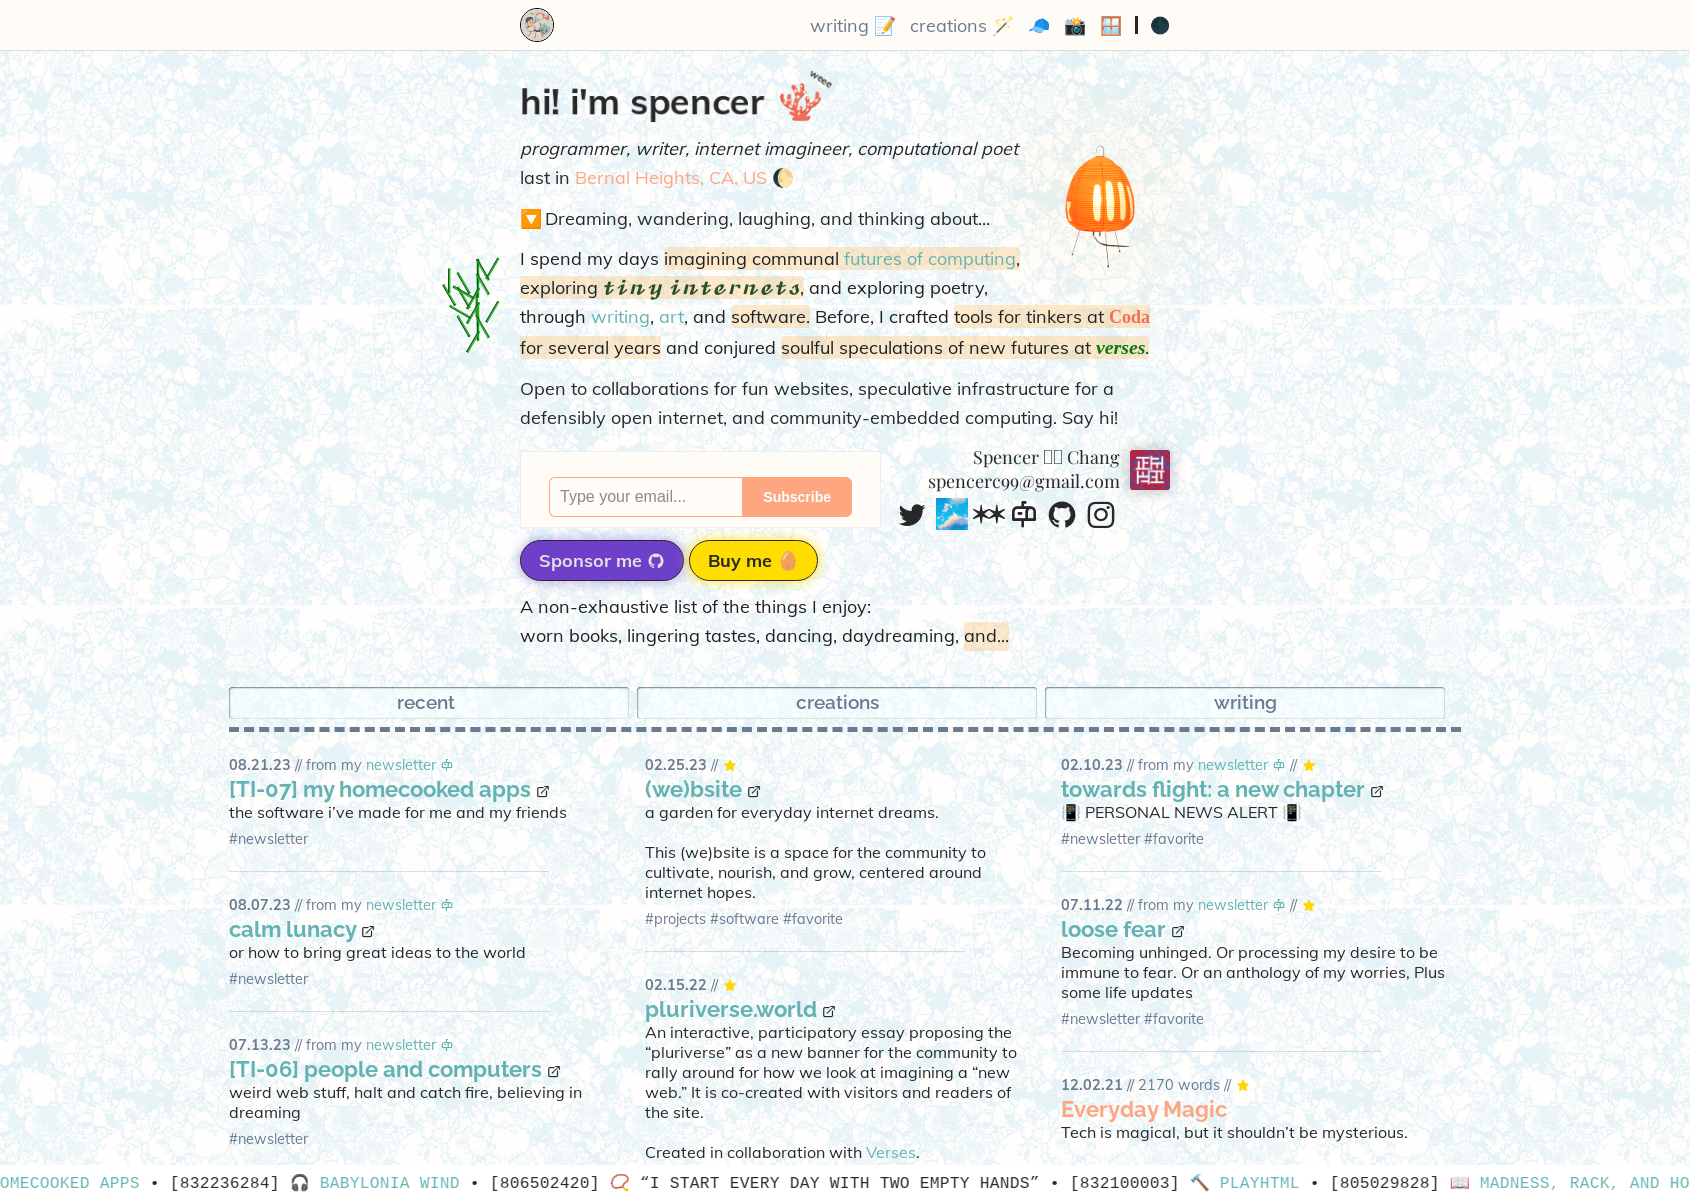 writing 📝 creations 🪄 🧢 📸 🪟 | 🌑
hi! i'm spencer
weee
programmer, writer, internet imagineer, computational poet
last in Bernal Heights, CA, US 🌔
🔽 Dreaming, wandering, laughing, and thinking about...
I spend my days imagining communal futures of computing,
exploring tiny internets, and exploring poetry,
through writing, art, and software. Before, I crafted tools for tinkers at Coda
for several years and conjured soulful speculations of new futures at verses.
Open to collaborations for fun websites, speculative infrastructure for a
defensibly open internet, and community-embedded computing. Say hi!
Type your email...
Subscribe
Spencer Chang
spencerc99@gmail.com
Sponsor me
Buy me 🥚
A non-exhaustive list of the things I enjoy:
worn books, lingering tastes, dancing, daydreaming, and...
recent
creations
writing
08.21.23 // from my newsletter
[TI-07] my homecooked apps
the software i've made for me and my friends
#newsletter
08.07.23 // from my newsletter
calm lunacy
or how to bring great ideas to the world
#newsletter
07.13.23 // from my newsletter
[TI-06] people and computers
weird web stuff, halt and catch fire, believing in
dreaming
#newsletter
02.25.23 // ⭐
(we)bsite
a garden for everyday internet dreams.
This (we)bsite is a space for the community to
cultivate, nourish, and grow, centered around
internet hopes.
#projects #software #favorite
02.15.22 // ⭐
pluriverse.world
An interactive, participatory essay proposing the
“pluriverse” as a new banner for the community to
rally around for how we look at imagining a “new
web.” It is co-created with visitors and readers of
the site.
Created in collaboration with Verses.
02.10.23 // from my newsletter // ⭐
towards flight: a new chapter
📳 PERSONAL NEWS ALERT 📳
#newsletter #favorite
07.11.22 // from my newsletter // ⭐
loose fear
Becoming unhinged. Or processing my desire to be
immune to fear. Or an anthology of my worries, Plus
some life updates
#newsletter #favorite
12.02.21 // 2170 words // ⭐
Everyday Magic
Tech is magical, but it shouldn't be mysterious.
OMECOOKED APPS • [832236284] 🎧 BABYLONIA WIND • [806502420] 📿 “I START EVERY DAY WITH TWO EMPTY HANDS” • [832100003] 🔨 PLAYHTML • [805029828] 📖 MADNESS, RACK, AND HO